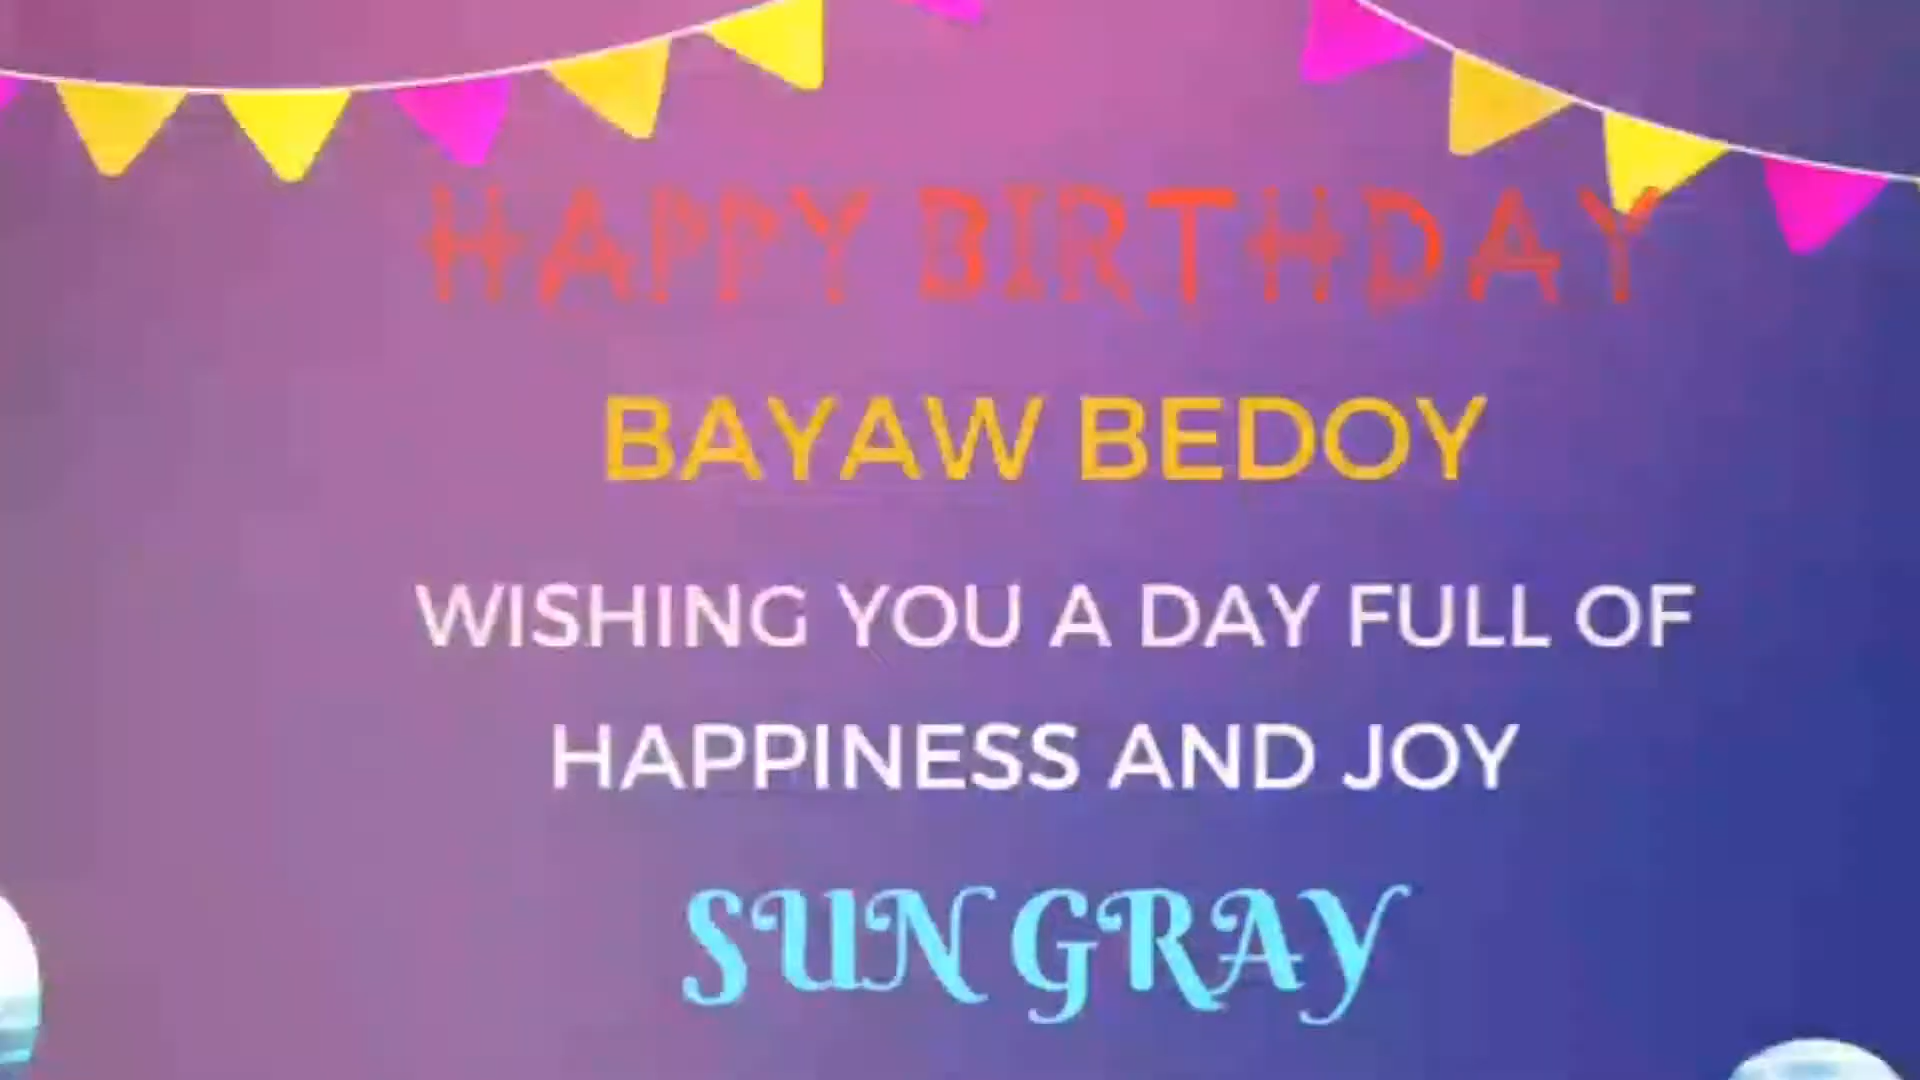 HAPPY BIRTHDAY
BAYAW BEDOY
WISHING YOU A DAY FULL OF
HAPPINESS AND JOY
SUN GRAY